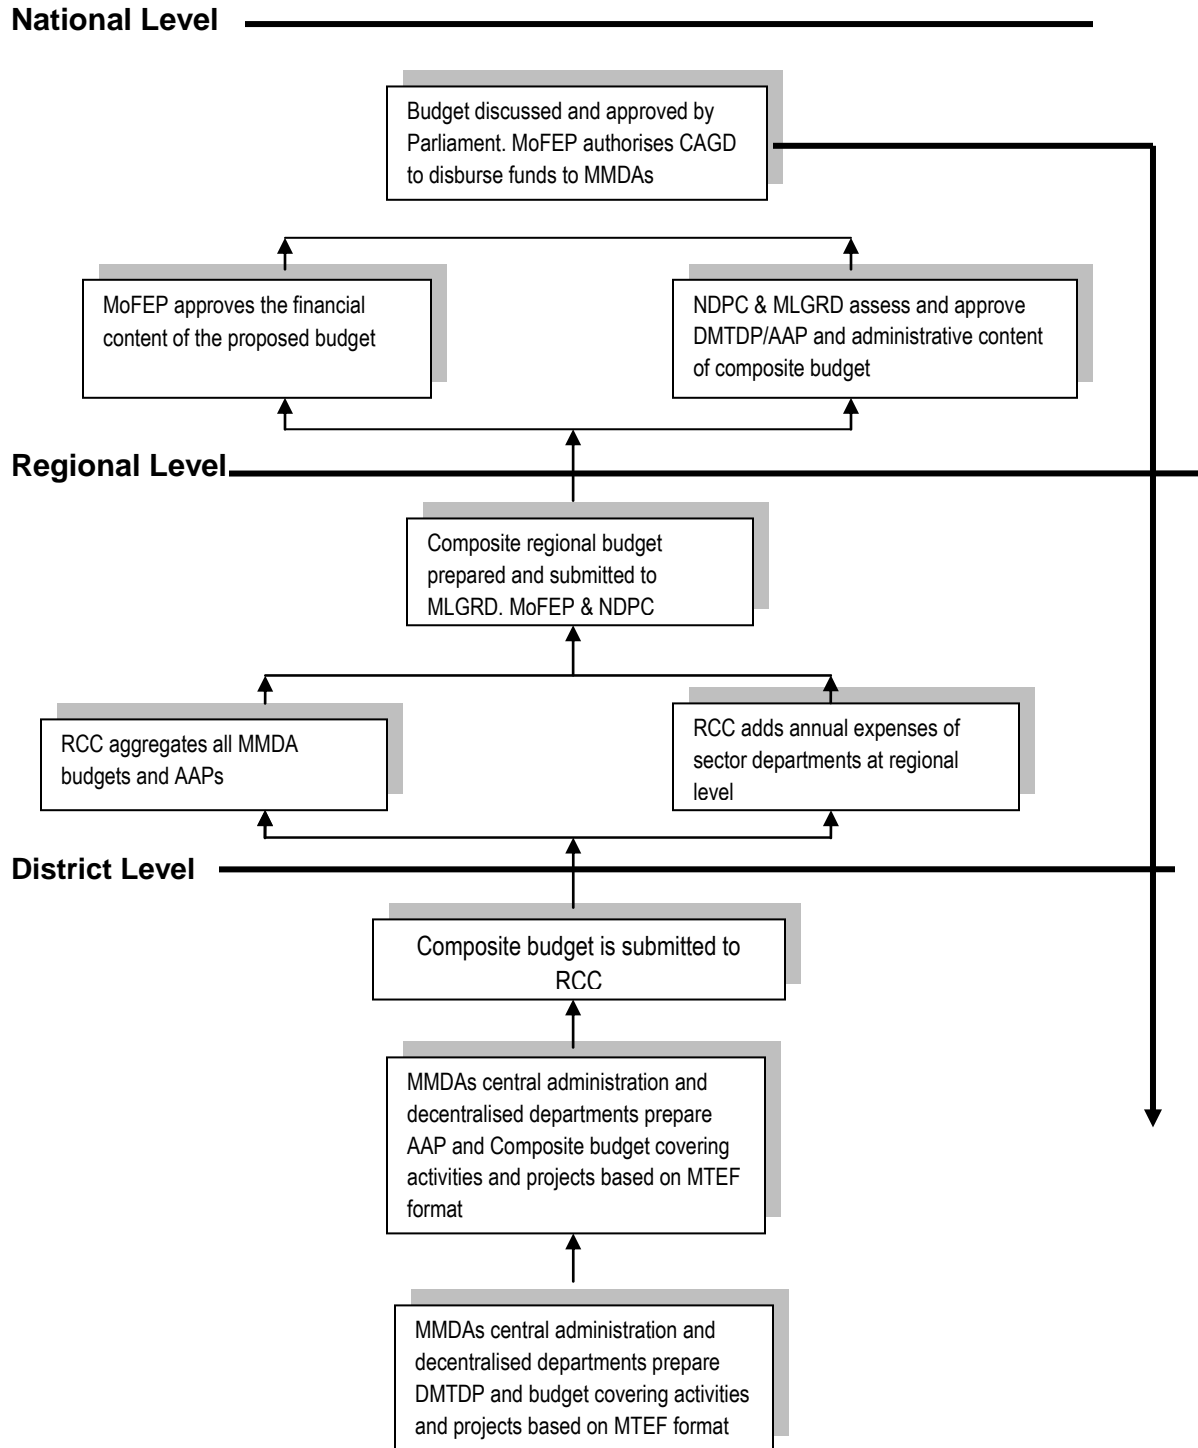 National Level
Budget discussed and approved by
Parliament. MoFEP authorises CAGD
to disburse funds to MMDAs
MoFEP approves the financial
content of the proposed budget
NDPC & MLGRD assess and approve
DMTDP/AAP and administrative content
of composite budget
Regional Level
Composite regional budget
prepared and submitted to
MLGRD. MoFEP & NDPC
RCC aggregates all MMDA
budgets and AAPs
RCC adds annual expenses of
sector departments at regional
level
District Level
Composite budget is submitted to
RCC
MMDAs central administration and
decentralised departments prepare
AAP and Composite budget covering
activities and projects based on MTEF
format
MMDAs central administration and
decentralised departments prepare
DMTDP and budget covering activities
and projects based on MTEF format